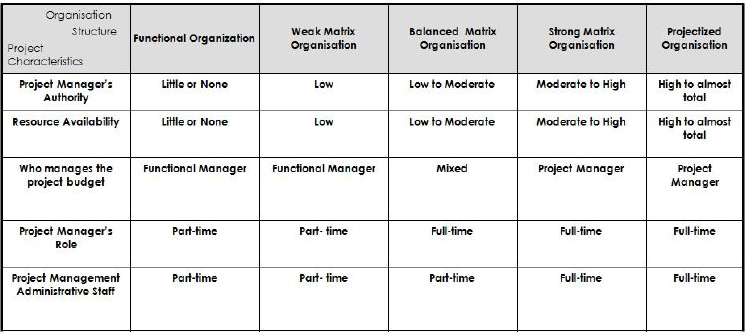 Organisation
Structure
Project
Characteristics
Functional Organization
Weak Matrix
Organisation
Balanced Matrix
Organisation
Strong Matrix
Organisation
Projectized
Organisation
Project Manager's
Authority
Little or None
Low
Low to Moderate
Moderate to High
High to almost
total
Resource Availability
Little or None
Low
Low to Moderate
Moderate to High
High to almost
total
Who manages the
project budget
Functional Manager
Functional Manager
Mixed
Project Manager
Project
Manager
Project Manager's
Role
Part-time
Part- time
Full-time
Full-time
Full-time
Project Management
Administrative Staff
Part-time
Part- time
Part-time
Full-time
Full-time